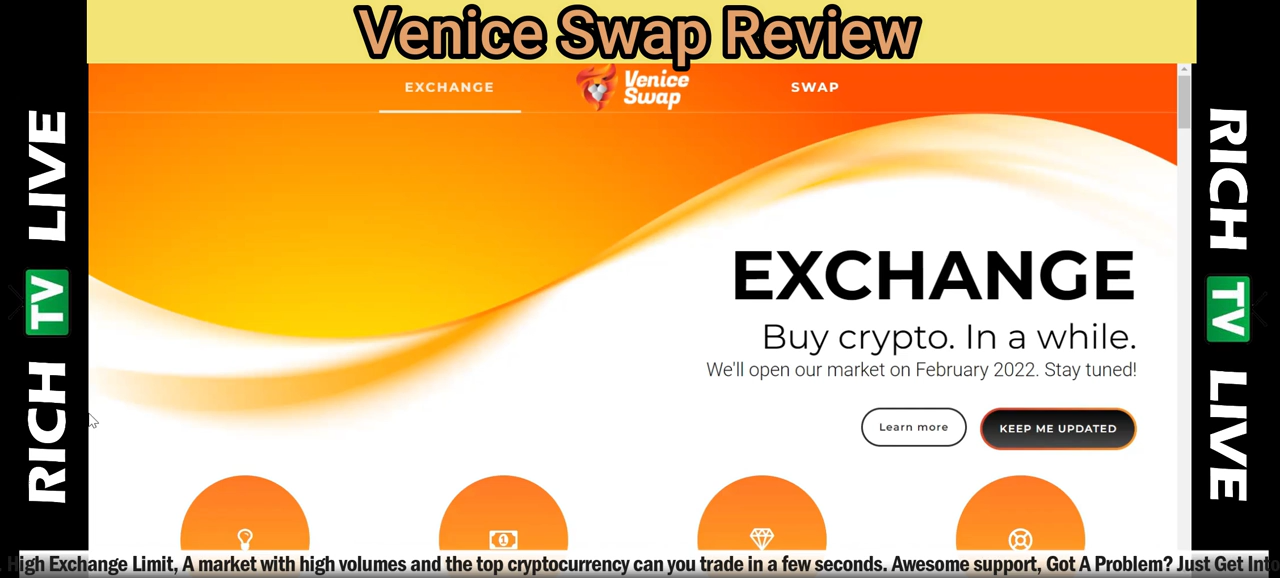 Venice Swap Review
RICH TV LIVE
EXCHANGE
Venice
Swap
SWAP
EXCHANGE
Buy crypto. In a while.
We'll open our market on February 2022. Stay tuned!
Learn more
KEEP ME UPDATED
RICH TV LIVE
High Exchange Limit, A market with high volumes and the top cryptocurrency can you trade in a few seconds. Awesome support, Got A Problem? Just Get